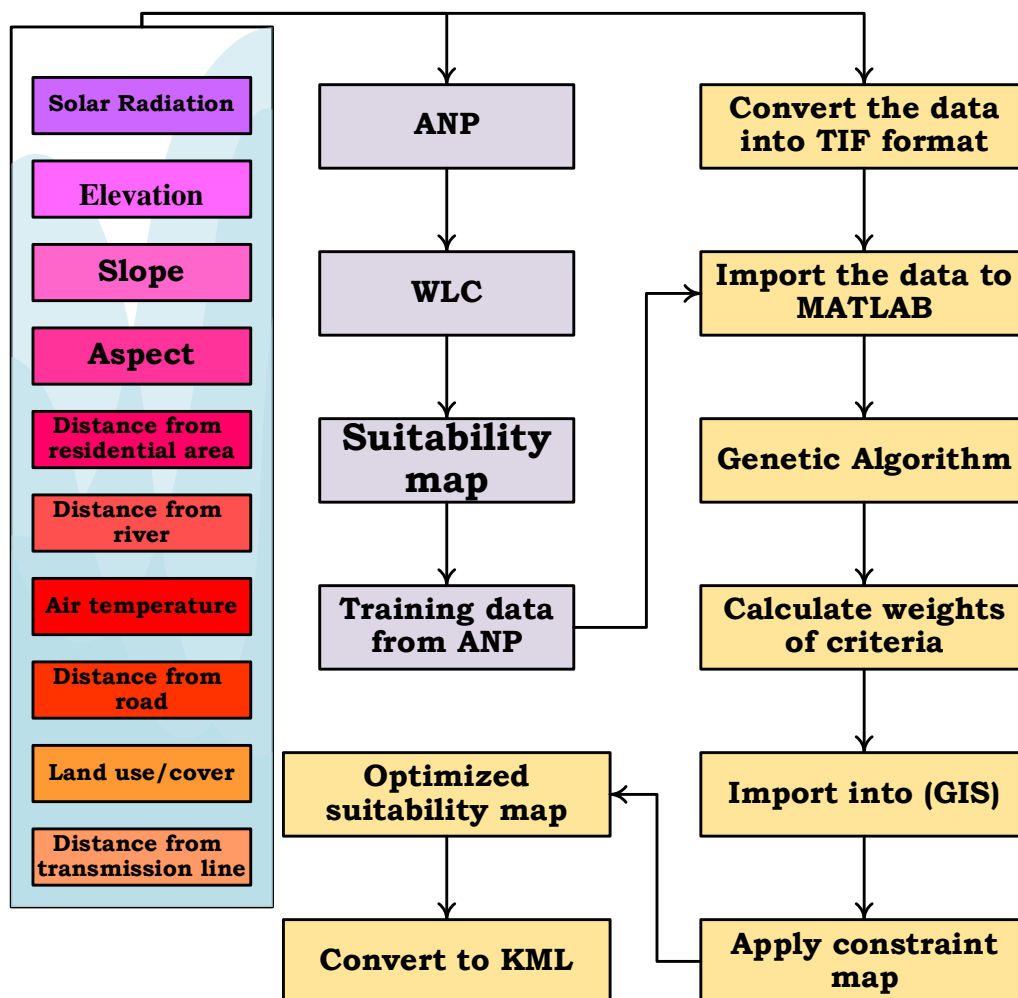 Solar Radiation
Elevation
Slope
Aspect
Distance from
residential area
Distance from
river
Air temperature
Distance from
road
Land use/cover
Distance from
transmission line
ANP
WLC
Suitability
map
Training data
from ANP
Convert the data
into TIF format
Import the data to
MATLAB
Genetic Algorithm
Calculate weights
of criteria
Import into (GIS)
Apply constraint
map
Optimized
suitability map
Convert to KML